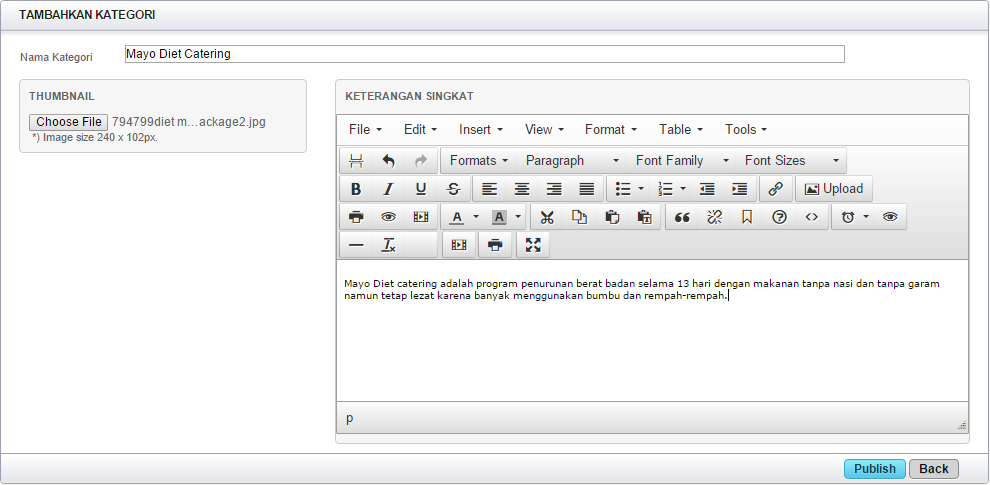 TAMBAHKAN KATEGORI
Nama Kategori
Mayo Diet Catering
THUMBNAIL
Choose File 794799diet m...ackage2.jpg
*) Image size 240 x 102px.
KETERANGAN SINGKAT
File Edit Insert View Format Table Tools
Formats Paragraph Font Family Font Sizes
B I U S Upload
A A
Mayo Diet catering adalah program penurunan berat badan selama 13 hari dengan makanan tanpa nasi dan tanpa garam
namun tetap lezat karena banyak menggunakan bumbu dan rempah-rempah.
p
Publish Back